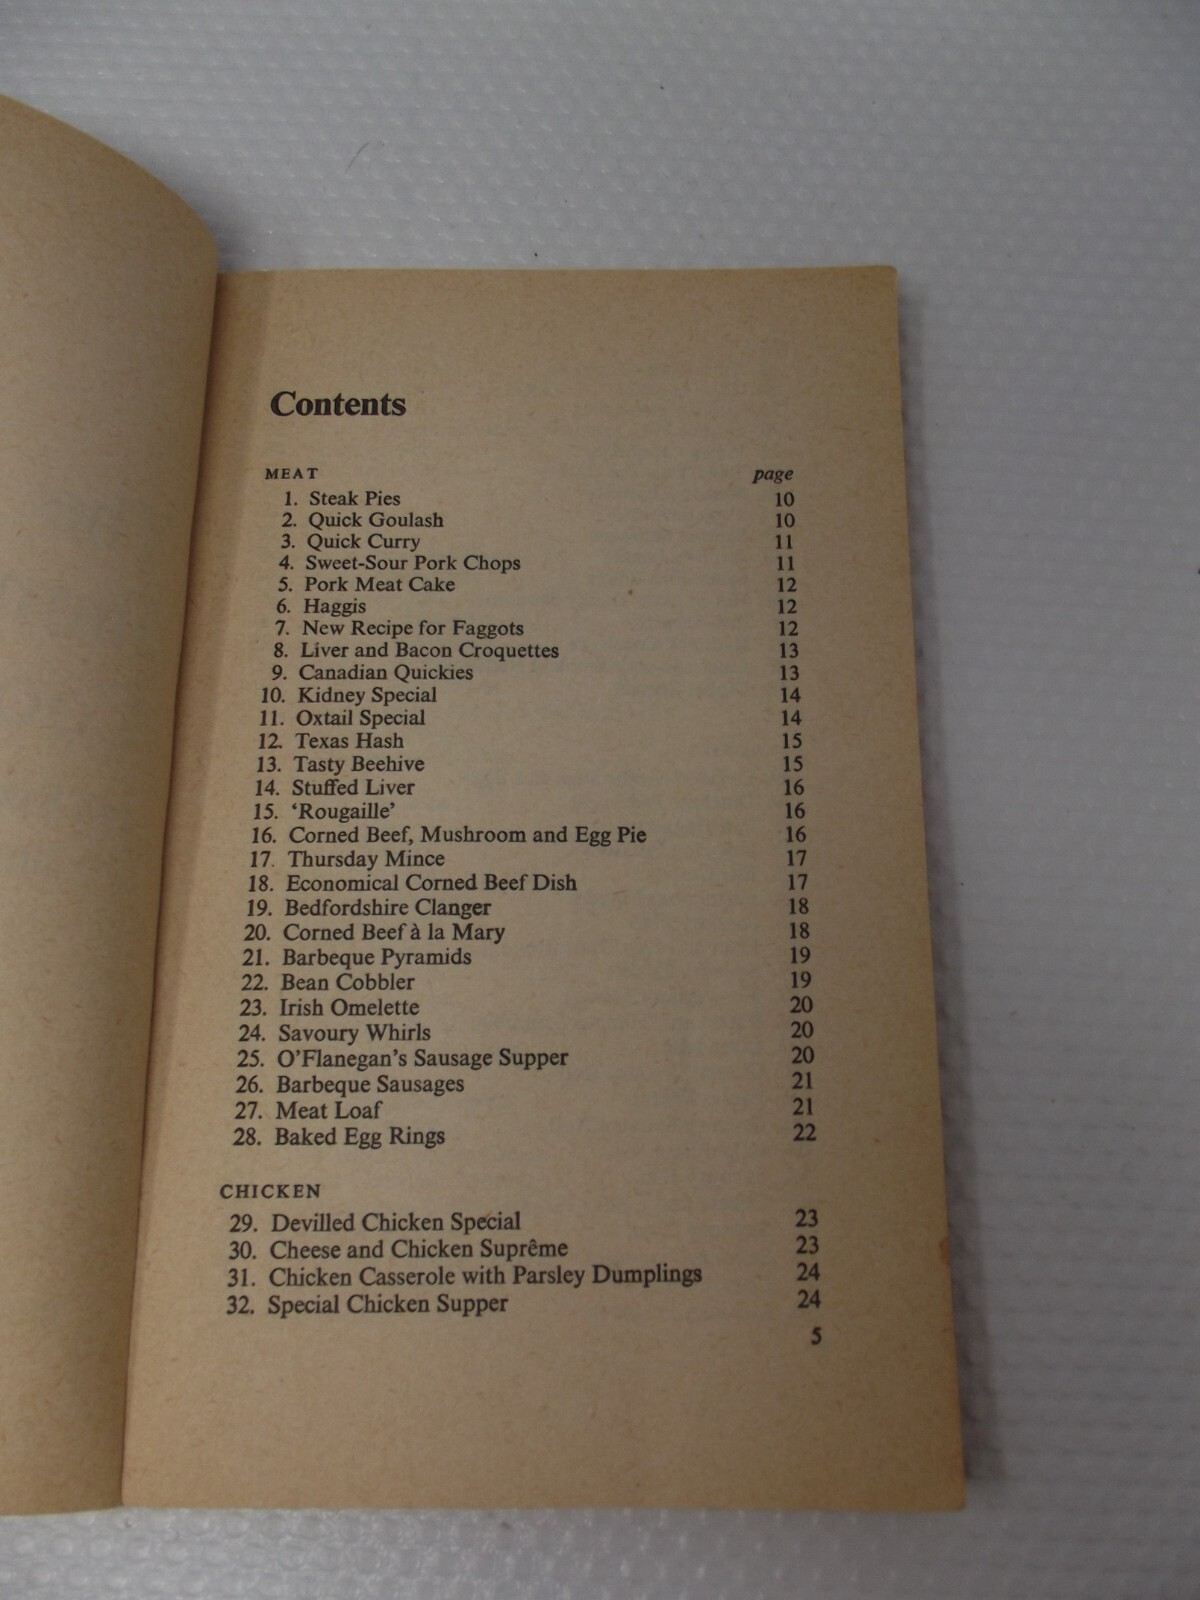 Contents
MEAT page
1. Steak Pies 10
2. Quick Goulash 10
3. Quick Curry 11
4. Sweet-Sour Pork Chops 11
5. Pork Meat Cake 12
6. Haggis 12
7. New Recipe for Faggots 12
8. Liver and Bacon Croquettes 13
9. Canadian Quickies 13
10. Kidney Special 14
11. Oxtail Special 14
12. Texas Hash 15
13. Tasty Beehive 15
14. Stuffed Liver 16
15. ‘Rougaille’ 16
16. Corned Beef, Mushroom and Egg Pie 16
17. Thursday Mince 17
18. Economical Corned Beef Dish 17
19. Bedfordshire Clanger 18
20. Corned Beef à la Mary 18
21. Barbeque Pyramids 19
22. Bean Cobbler 19
23. Irish Omelette 20
24. Savoury Whirls 20
25. O’Flanegan’s Sausage Supper 20
26. Barbeque Sausages 21
27. Meat Loaf 21
28. Baked Egg Rings 22
CHICKEN
29. Devilled Chicken Special 23
30. Cheese and Chicken Suprême 23
31. Chicken Casserole with Parsley Dumplings 24
32. Special Chicken Supper 24
5